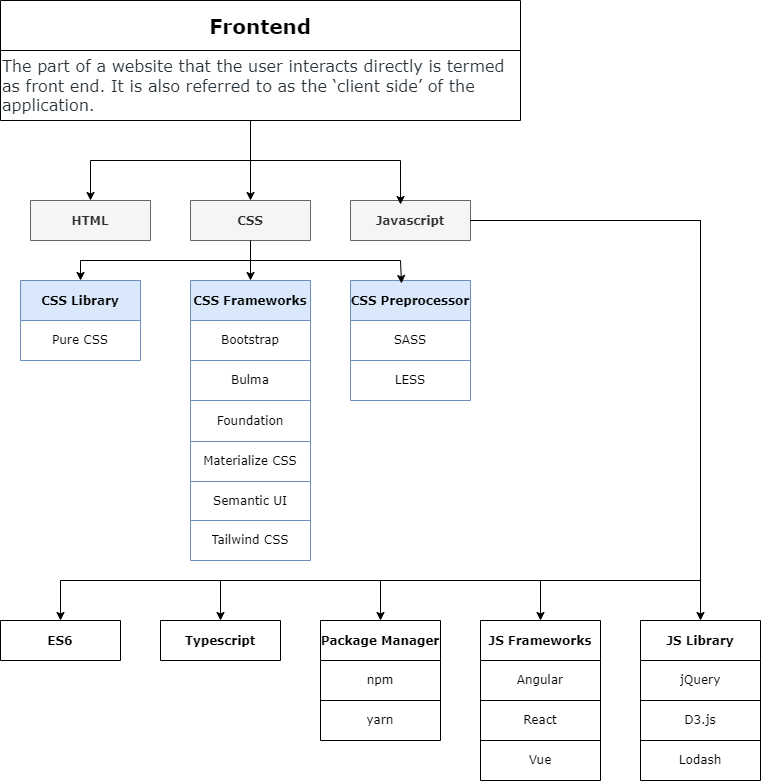 Frontend
The part of a website that the user interacts directly is termed
as front end. It is also referred to as the ‘client side’ of the
application.
HTML
CSS
Javascript
CSS Library
CSS Frameworks
CSS Preprocessor
Pure CSS
Bootstrap
SASS
Bulma
LESS
Foundation
Materialize CSS
Semantic UI
Tailwind CSS
ES6
Typescript
Package Manager
JS Frameworks
JS Library
npm
Angular
jQuery
yarn
React
D3.js
Vue
Lodash